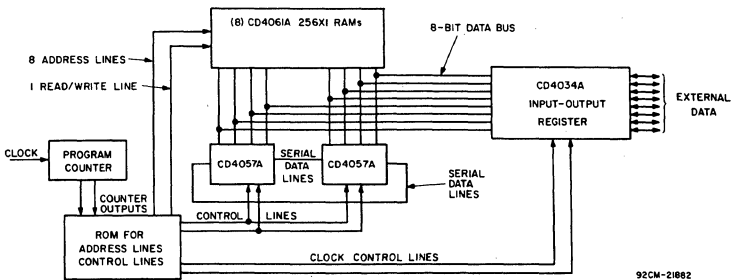 (8) CD4061A 256X1 RAMs
8-BIT DATA BUS
8 ADDRESS LINES
1 READ/WRITE LINE
CD4034A
INPUT-OUTPUT
REGISTER
EXTERNAL
DATA
CLOCK
PROGRAM
COUNTER
CD4057A
SERIAL
DATA
LINES
CD4057A
SERIAL
DATA
LINES
COUNTER
OUTPUTS
CONTROL LINES
ROM FOR
ADDRESS LINES
CONTROL LINES
CLOCK CONTROL LINES
92CM-21882